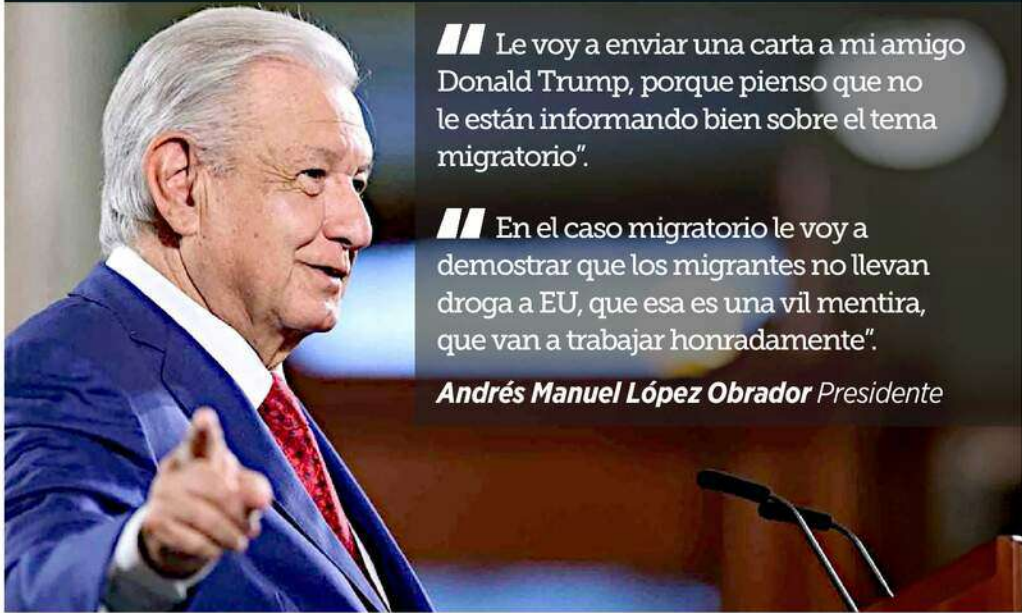 Le voy a enviar una carta a mi amigo
Donald Trump, porque pienso que no
le están informando bien sobre el tema
migratorio”.
En el caso migratorio le voy a
demostrar que los migrantes no llevan
droga a EU, que esa es una vil mentira,
que van a trabajar honradamente”.
Andrés Manuel López Obrador Presidente